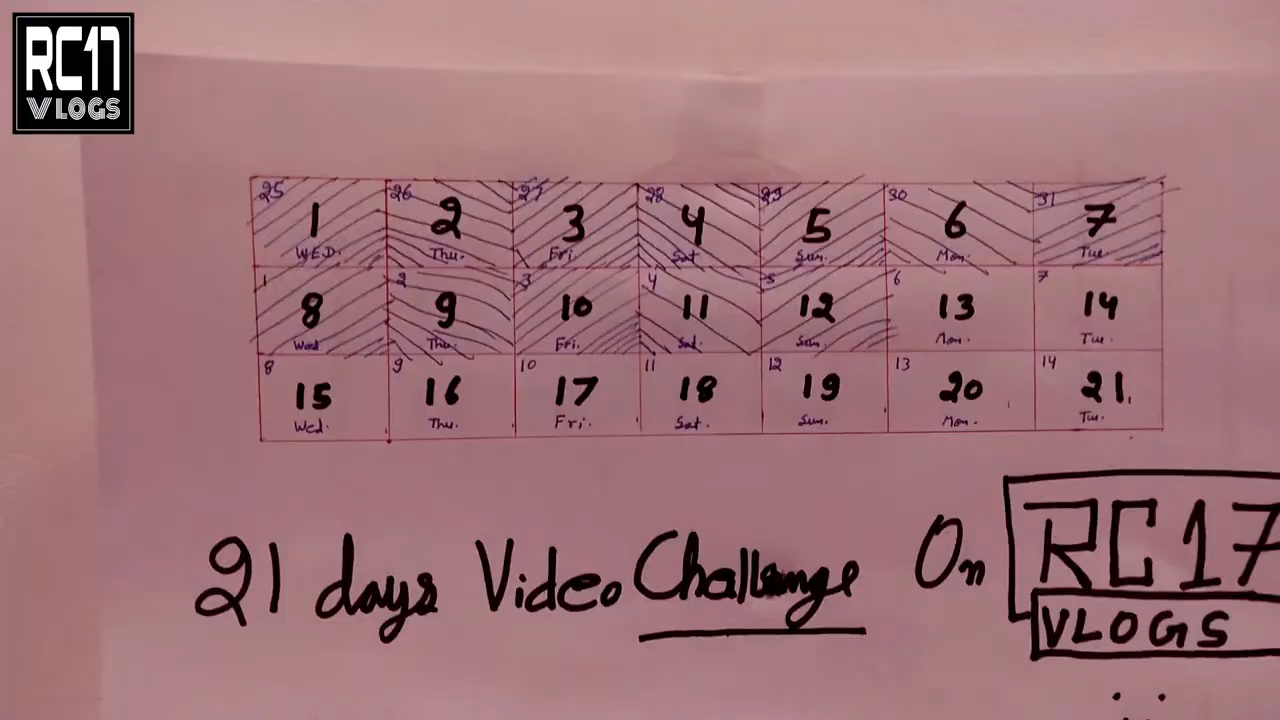 RC17
VLOGS
25 26 27 28 29 30 31
1 2 3 4 5 6 7
WED. Thu. Fri. Sat Sun. Mon. Tue.
1 2 3 4 5 6 7
8 9 10 11 12 13 14
Wed Thu. Fri. Sat. Sun. Mon. Tue.
8 9 10 11 12 13 14
15 16 17 18 19 20 21
Wed. Thu. Fri. Sat. Sun. Mon. Tue.
21 days Video Challenge On RC17
VLOGS